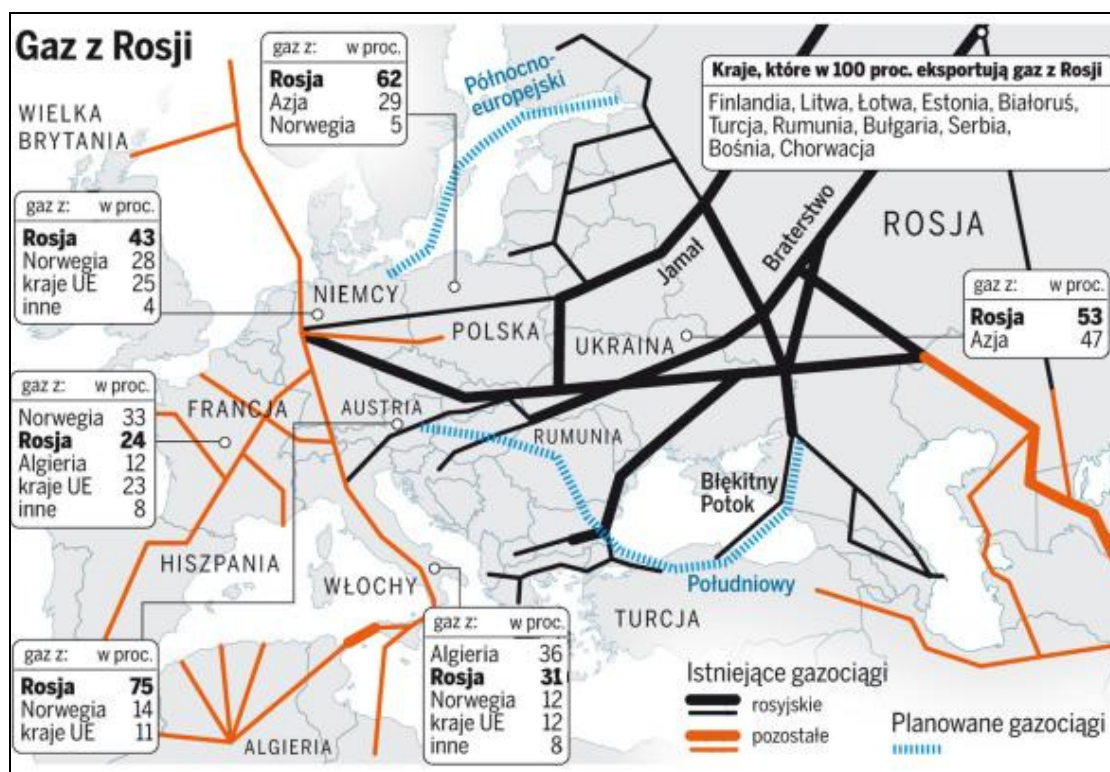 Gaz z Rosji
gaz z: w proc.
Rosja 62
Azja 29
Norwegia 5
Północno-
europejski
Kraje, które w 100 proc. eksportują gaz z Rosji
Finlandia, Litwa, Łotwa, Estonia, Białoruś,
Turcja, Rumunia, Bułgaria, Serbia,
Bośnia, Chorwacja
WIELKA
BRYTANIA
gaz z: w proc.
Rosja 43
Norwegia 28
kraje UE 25
inne 4
NIEMCY
POLSKA
Jamał
Braterstwo
ROSJA
UKRAINA
gaz z: w proc.
Rosja 53
Azja 47
gaz z: w proc.
Norwegia 33
Rosja 24
Algieria 12
kraje UE 23
inne 8
FRANCJA
AUSTRIA
RUMUNIA
Błękitny
Potok
HISZPANIA
WŁOCHY
Południowy
TURCJA
gaz z: w proc.
Rosja 75
Norwegia 14
kraje UE 11
ALGIERIA
gaz z: w proc.
Algieria 36
Rosja 31
Norwegia 12
kraje UE 12
inne 8
Istniejące gazociągi
rosyjskie
pozostałe
Planowane gazociągi